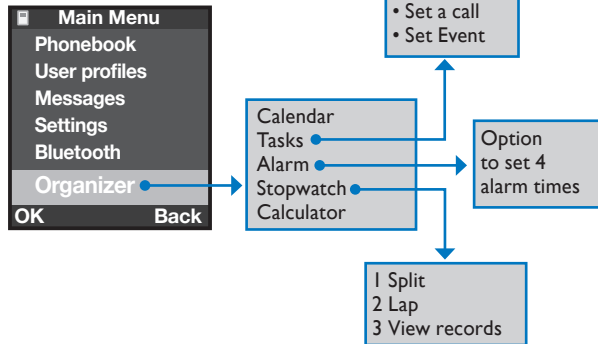 Main Menu
Phonebook
User profiles
Messages
Settings
Bluetooth
Organizer
OK Back
Calendar
Tasks
Alarm
Stopwatch
Calculator
• Set a call
• Set Event
Option
to set 4
alarm times
1 Split
2 Lap
3 View records